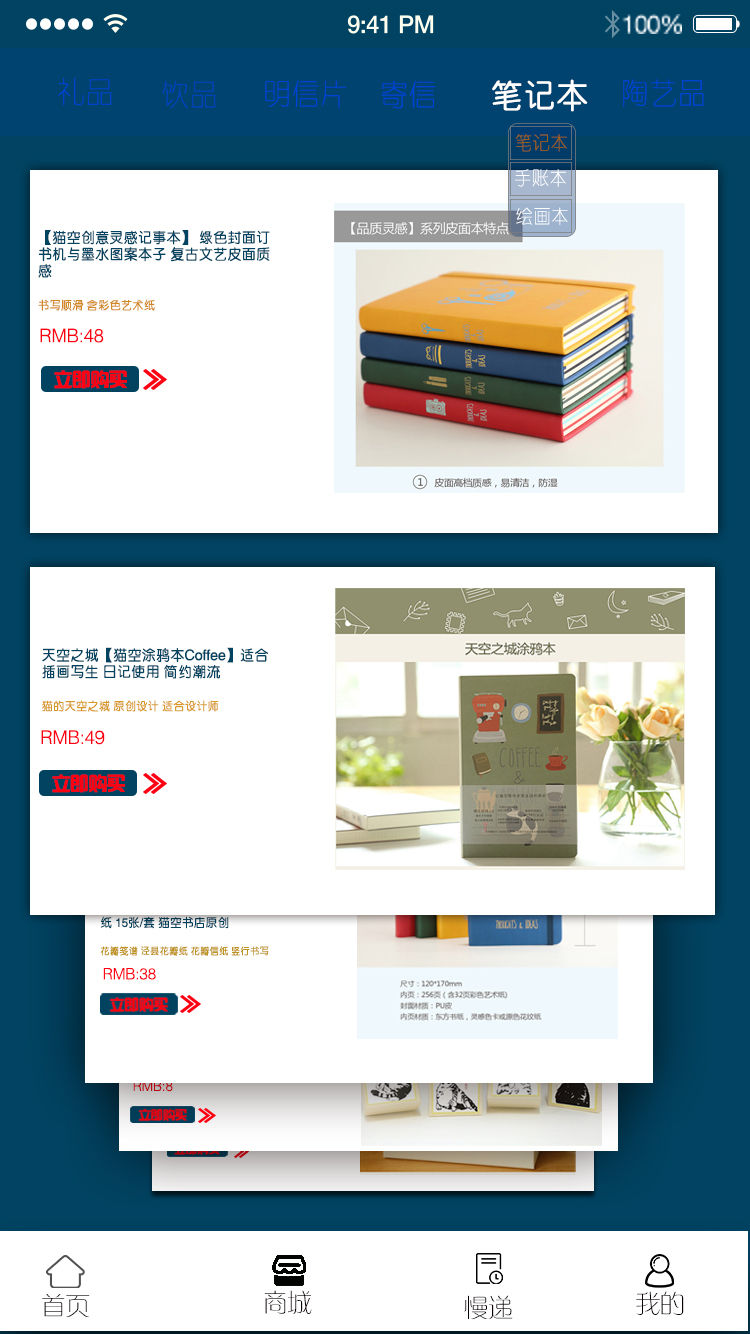 9:41 PM
100%
礼品 饮品 明信片 寄信 笔记本 陶艺品
笔记本
手账本
绘画本
【猫空创意灵感记事本】 绿色封面订
书机与墨水图案本子 复古文艺皮面质
感
书写顺滑 含彩色艺术纸
RMB:48
立即购买
【品质灵感】系列皮面本特点
THOUGHTS & IDEAS
THOUGHTS & IDEAS
THOUGHTS & IDEAS
① 皮面高档质感，易清洁，防湿
天空之城【猫空涂鸦本Coffee】适合
插画写生 日记使用 简约潮流
猫的天空之城 原创设计 适合设计师
RMB:49
立即购买
天空之城涂鸦本
COFFEE
&
纸 15张/套 猫空书店原创
花瓣笺谱 泾县花瓣纸 花瓣信纸 竖行书写
RMB:38
立即购买
THOUGHTS & IDEAS
尺寸：120*170mm
内页：256页 ( 含32页彩色艺术纸)
封面材质：PU皮
内页材质：东方书纸，灵感色卡或原色花纹纸
RMB:8
立即购买
首页 商城 慢递 我的